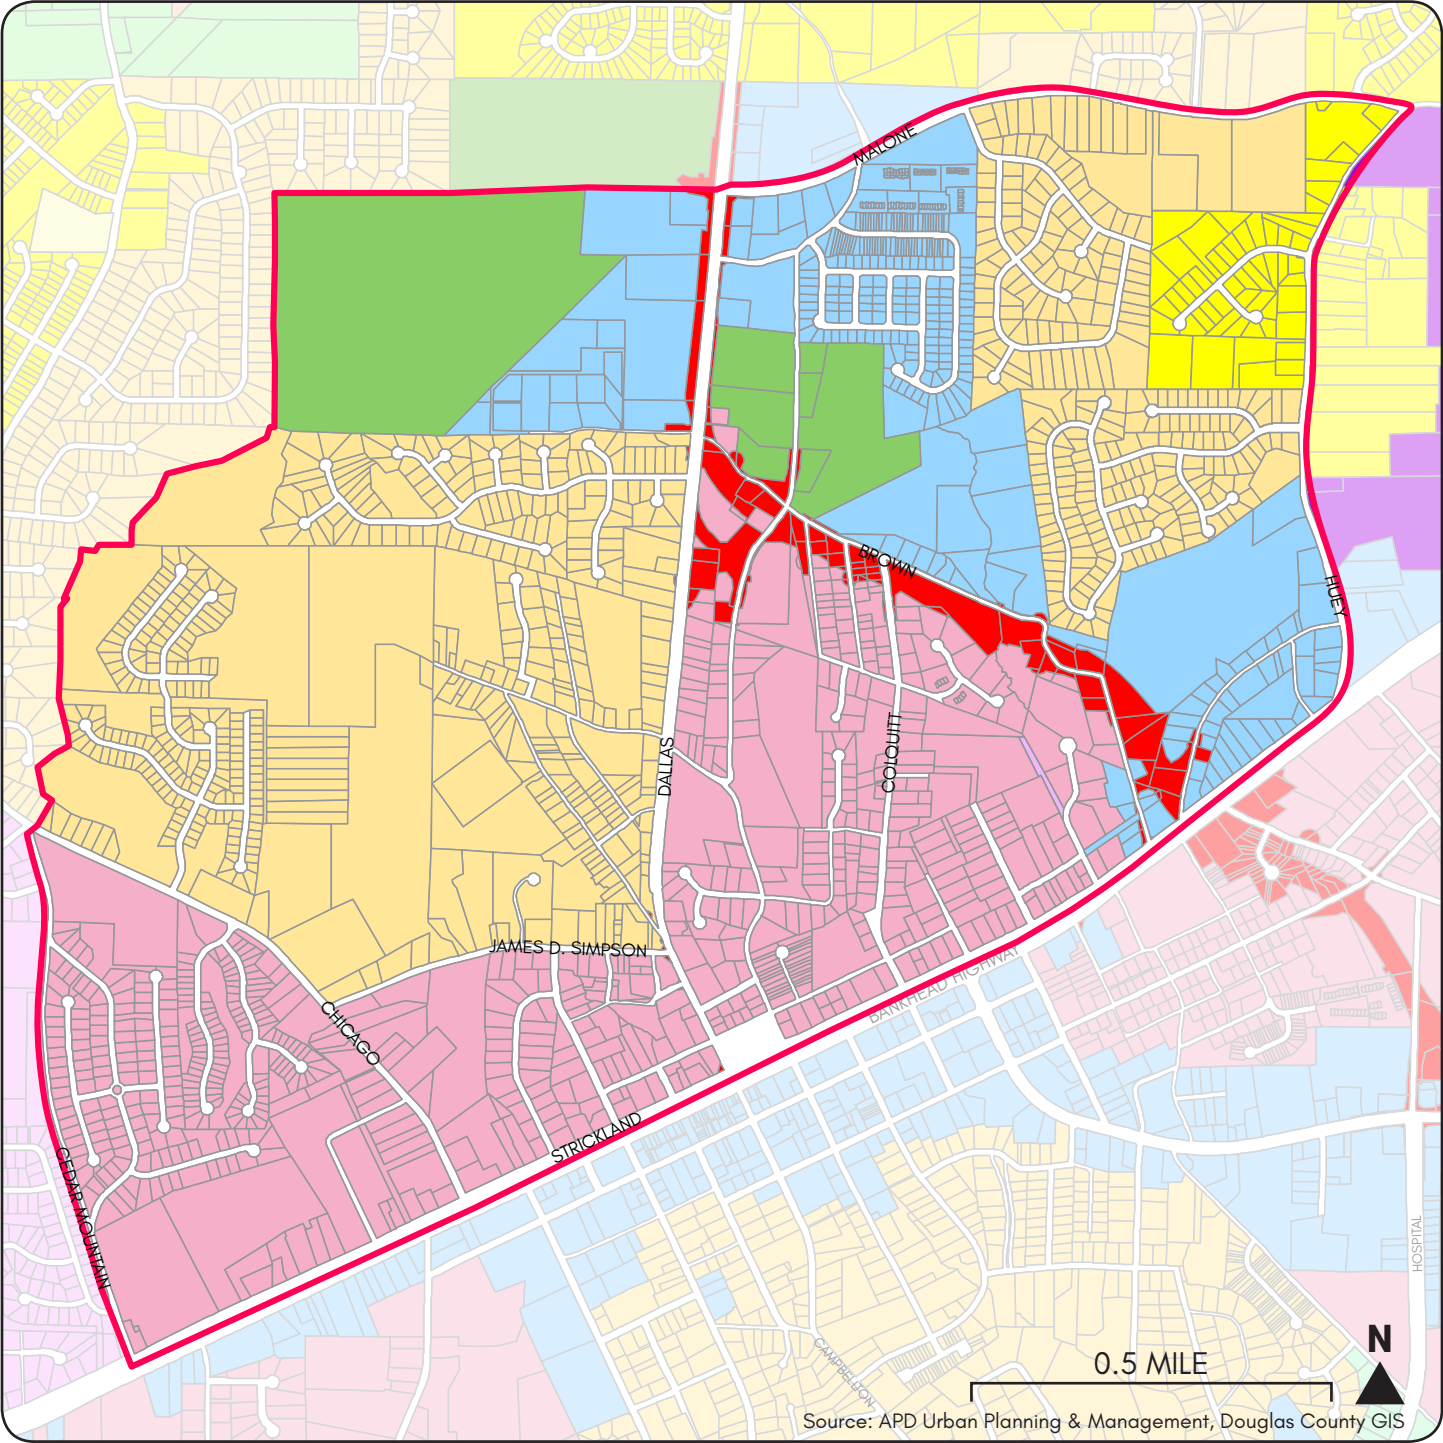 MALONE
BROWN
HUEY
DALLAS
COLQUITT
JAMES D. SIMPSON
BANKHEAD HIGHWAY
CHICAGO
STRICKLAND
CEDAR MOUNTAIN
HOSPITAL
CAMPBELLTON
N
0.5 MILE
Source: APD Urban Planning & Management, Douglas County GIS